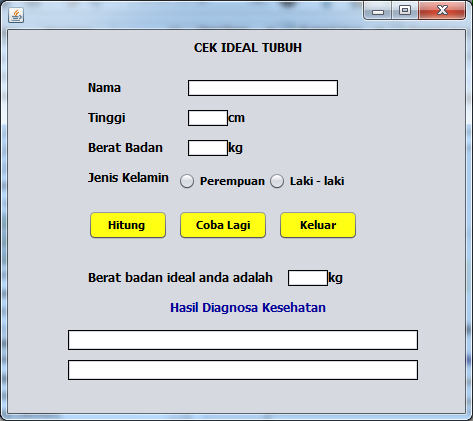 CEK IDEAL TUBUH
Nama
Tinggi cm
Berat Badan kg
Jenis Kelamin Perempuan Laki - laki
Hitung Coba Lagi Keluar
Berat badan ideal anda adalah kg
Hasil Diagnosa Kesehatan